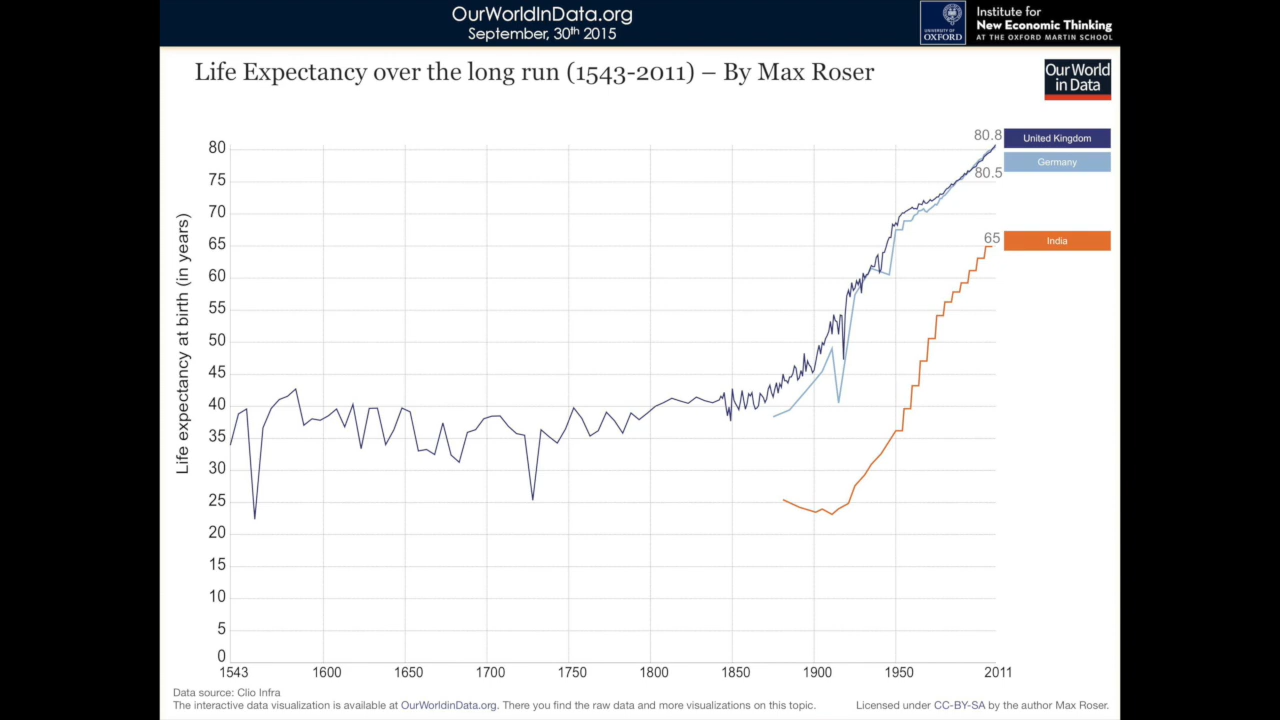 OurWorldInData.org
September, 30th 2015
UNIVERSITY OF
OXFORD
Institute for
New Economic Thinking
AT THE OXFORD MARTIN SCHOOL
Life Expectancy over the long run (1543-2011) – By Max Roser
Our World
in Data
80.8
United Kingdom
Germany
80.5
65
India
Life expectancy at birth (in years)
80
75
70
65
60
55
50
45
40
35
30
25
20
15
10
5
0
1543 1600 1650 1700 1750 1800 1850 1900 1950 2011
Data source: Clio Infra
The interactive data visualization is available at OurWorldinData.org. There you find the raw data and more visualizations on this topic.
Licensed under CC-BY-SA by the author Max Roser.